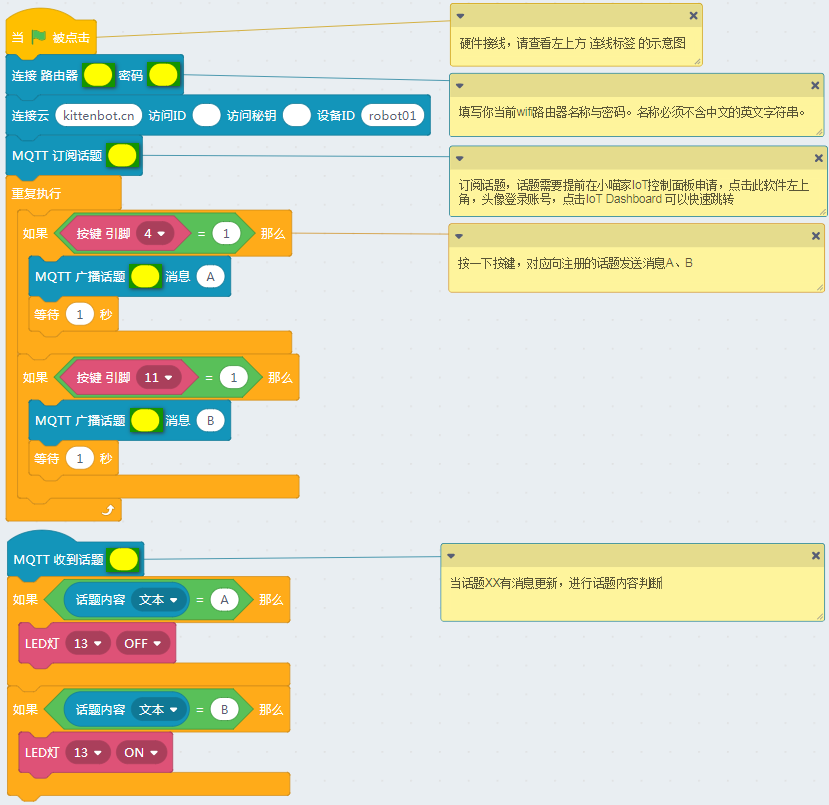 当 被点击
硬件接线，请查看左上方 连线标签 的示意图
连接 路由器 密码
填写你当前wifi路由器名称与密码。名称必须不含中文的英文字符串。
连接云 kittenbot.cn 访问ID 访问秘钥 设备ID robot01
MQTT 订阅话题
订阅话题，话题需要提前在小喵家IoT控制面板申请，点击此软件左上
角，头像登录账号，点击IoT Dashboard 可以快速跳转
重复执行
如果 按键 引脚 4 = 1 那么
按一下按键，对应向注册的话题发送消息A、B
MQTT 广播话题 消息 A
等待 1 秒
如果 按键 引脚 11 = 1 那么
MQTT 广播话题 消息 B
等待 1 秒
MQTT 收到话题
当话题XX有消息更新，进行话题内容判断
如果 话题内容 文本 = A 那么
LED灯 13 OFF
如果 话题内容 文本 = B 那么
LED灯 13 ON